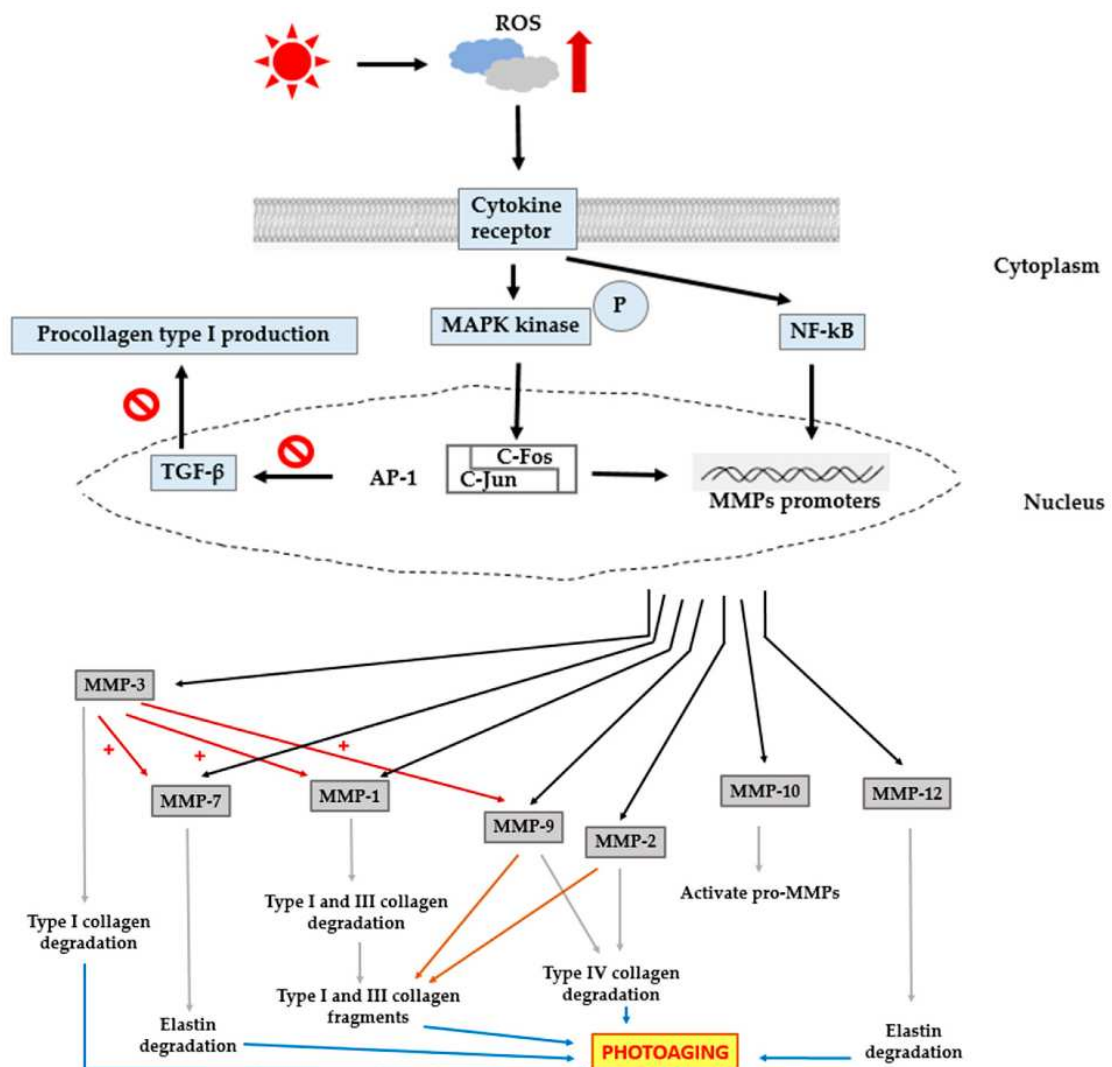 ROS
Cytokine
receptor
Cytoplasm
P
MAPK kinase
NF-kB
Procollagen type I production
TGF-β
AP-1
C-Fos
C-Jun
MMPs promoters
Nucleus
MMP-3
+
+
+
MMP-7
MMP-1
MMP-9
MMP-2
MMP-10
MMP-12
Activate pro-MMPs
Type I and III collagen
degradation
Type I collagen
degradation
Type IV collagen
degradation
Type I and III collagen
fragments
Elastin
degradation
PHOTOAGING
Elastin
degradation